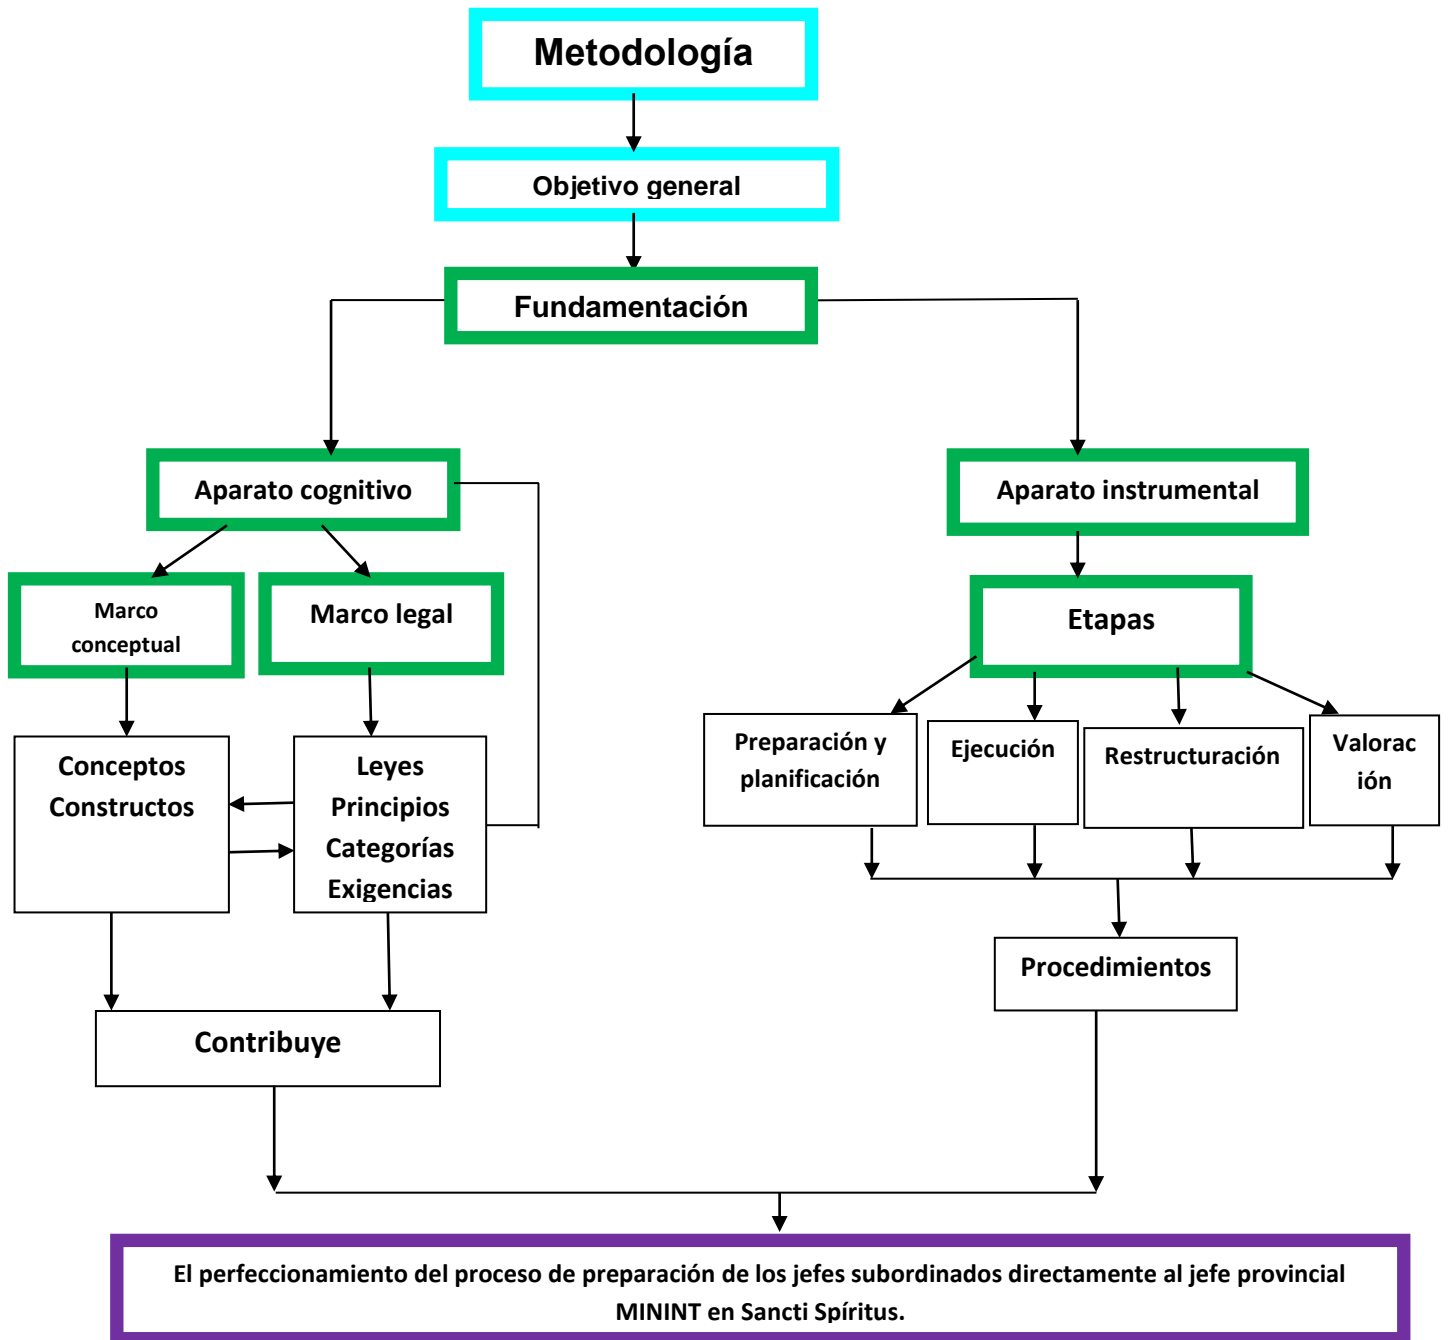 Metodología
Objetivo general
Fundamentación
Aparato cognitivo
Aparato instrumental
Marco
conceptual
Marco legal
Etapas
Conceptos
Constructos
Leyes
Principios
Categorías
Exigencias
Preparación y
planificación
Ejecución
Restructuración
Valorac
ión
Procedimientos
Contribuye
El perfeccionamiento del proceso de preparación de los jefes subordinados directamente al jefe provincial
MININT en Sancti Spíritus.